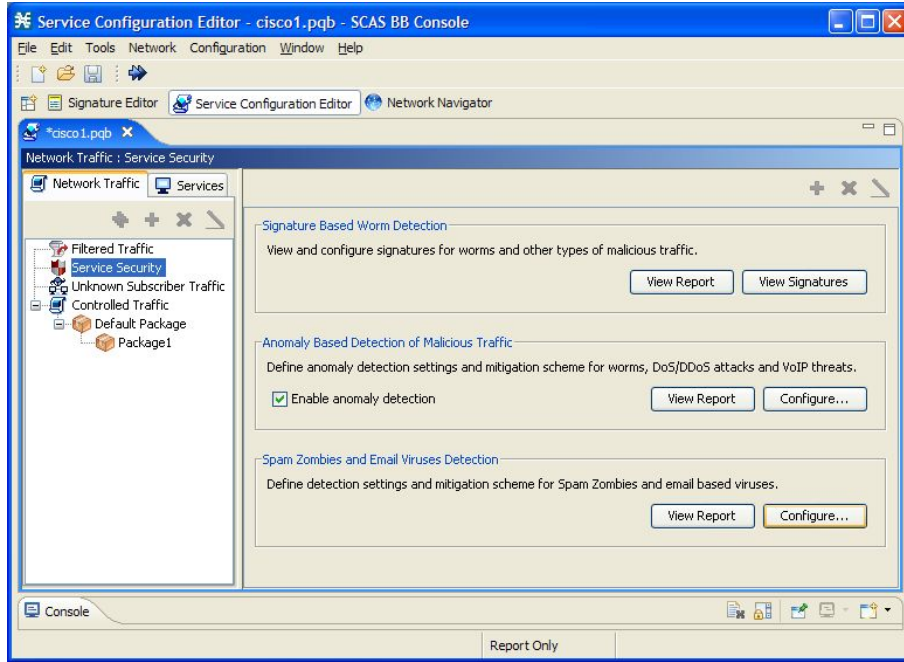 Service Configuration Editor - cisco1.pqb - SCAS BB Console
File Edit Tools Network Configuration Window Help
Signature Editor Service Configuration Editor Network Navigator
*cisco1.pqb
Network Traffic : Service Security
Network Traffic Services
Filtered Traffic
Service Security
Unknown Subscriber Traffic
Controlled Traffic
Default Package
Package1
Signature Based Worm Detection
View and configure signatures for worms and other types of malicious traffic.
View Report View Signatures
Anomaly Based Detection of Malicious Traffic
Define anomaly detection settings and mitigation scheme for worms, DoS/DDoS attacks and VoIP threats.
Enable anomaly detection View Report Configure...
Spam Zombies and Email Viruses Detection
Define detection settings and mitigation scheme for Spam Zombies and email based viruses.
View Report Configure...
Console
Report Only